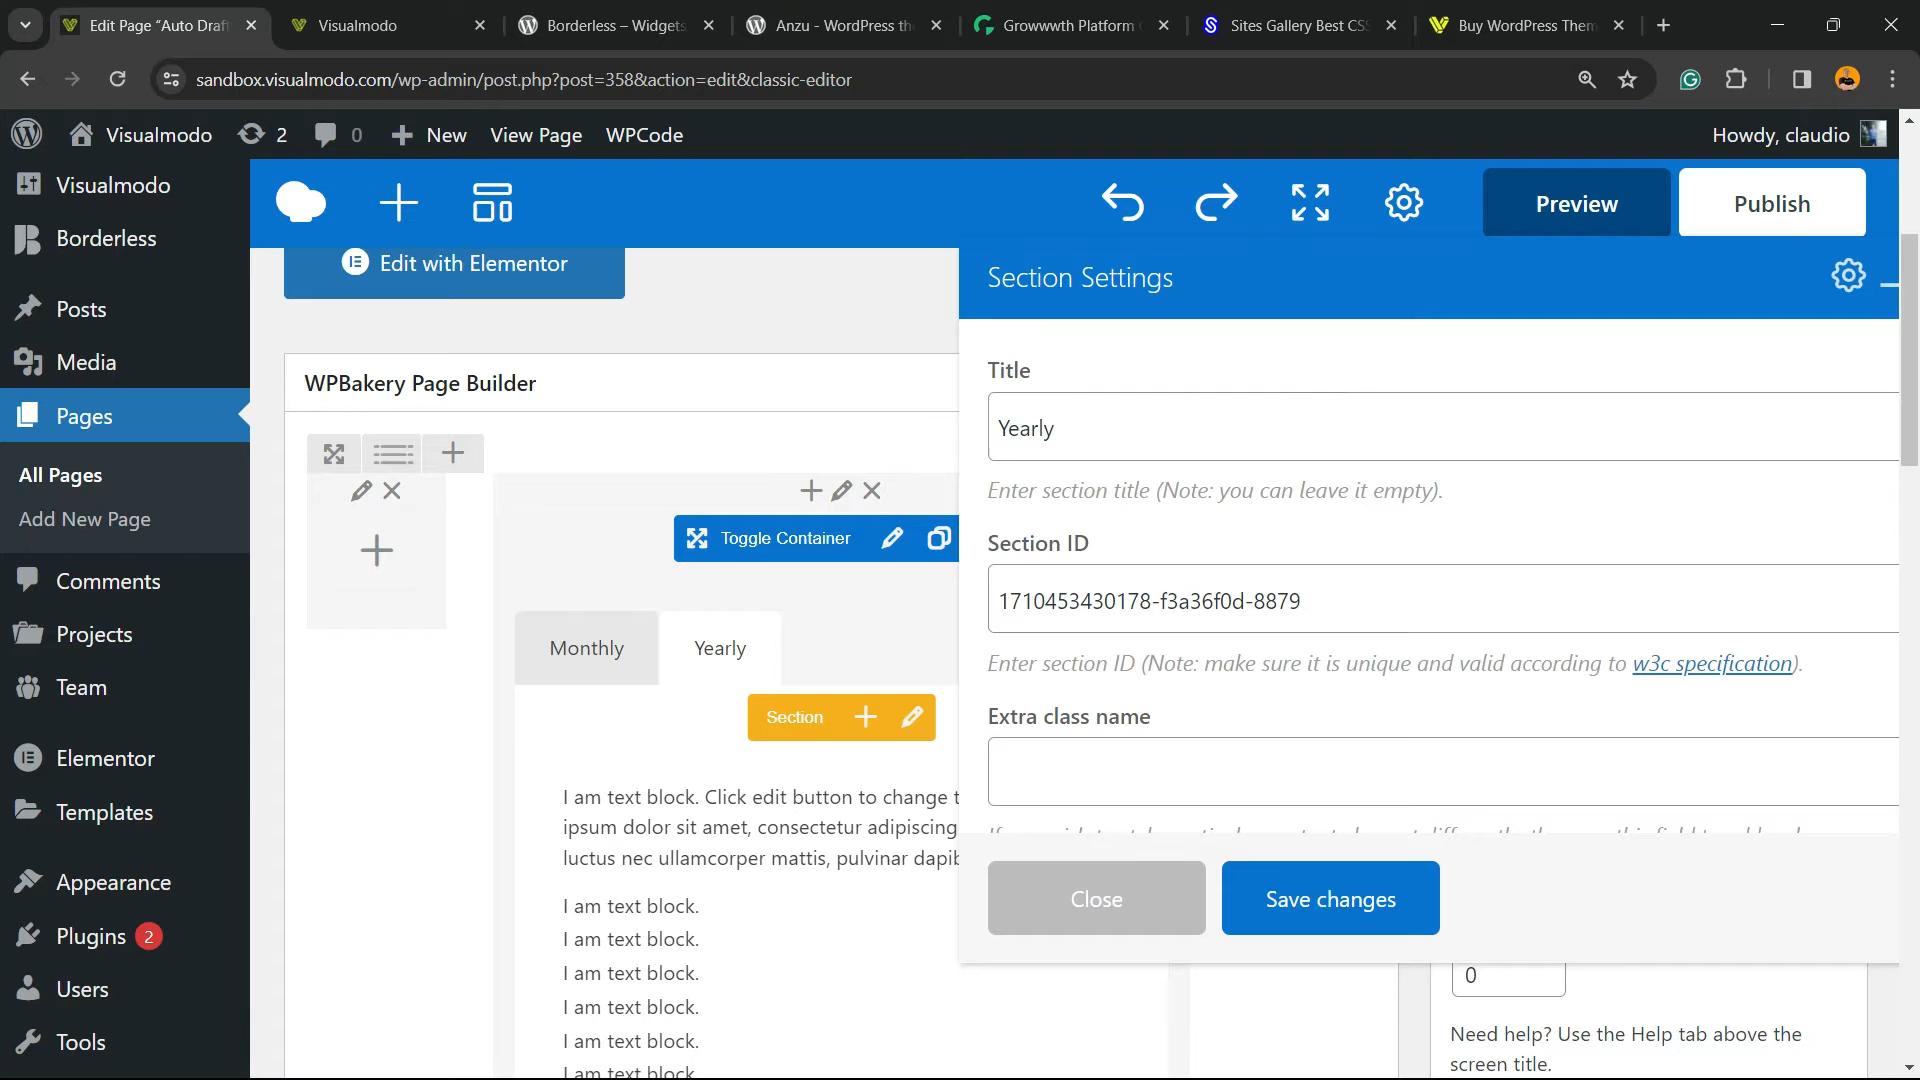 Edit Page “Auto Draf
Visualmodo
Borderless – Widgets
Anzu - WordPress th
Growwwth Platform
Sites Gallery Best CSS
Buy WordPress Them
sandbox.visualmodo.com/wp-admin/post.php?post=358&action=edit&classic-editor
Visualmodo
2
0
New
View Page
WPCode
Howdy, claudio
Visualmodo
Borderless
Posts
Media
Pages
All Pages
Add New Page
Comments
Projects
Team
Elementor
Templates
Appearance
Plugins 2
Users
Tools
Preview
Publish
Edit with Elementor
WPBakery Page Builder
Toggle Container
Monthly
Yearly
Section
I am text block. Click edit button to change t
ipsum dolor sit amet, consectetur adipiscing
luctus nec ullamcorper mattis, pulvinar dapib
I am text block.
I am text block.
I am text block.
I am text block.
I am text block.
I am text block.
Section Settings
Title
Yearly
Enter section title (Note: you can leave it empty).
Section ID
1710453430178-f3a36f0d-8879
Enter section ID (Note: make sure it is unique and valid according to w3c specification).
Extra class name
Close
Save changes
0
Need help? Use the Help tab above the
screen title.